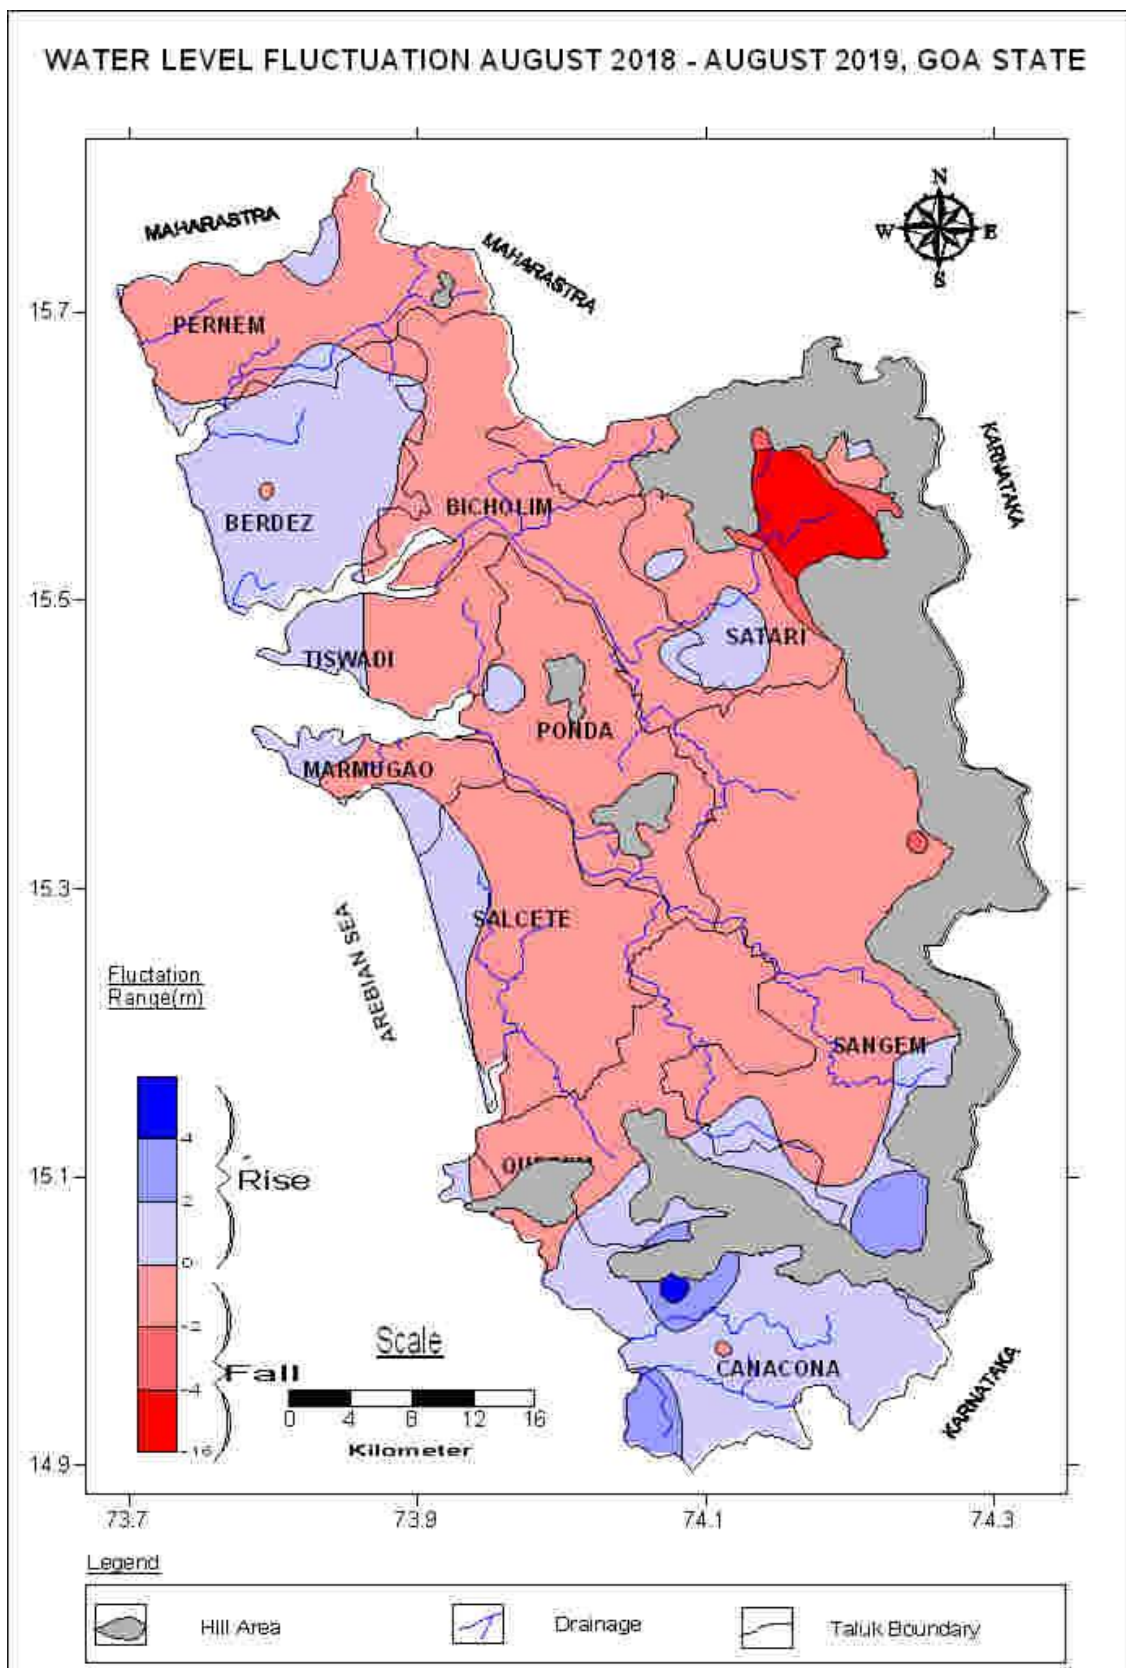 WATER LEVEL FLUCTUATION AUGUST 2018 - AUGUST 2019, GOA STATE
N
W E
S
MAHARASTRA
MAHARASTRA
15.7
PERNEM
KARNATAKA
BICHOLIM
BERDEZ
15.5
SATARI
TISWADI
PONDA
MARMUGAO
15.3
SALCETE
AREBIAN SEA
Fluctation
Range(m)
SANGEM
4
15.1
Rise
2
0
-2
Scale
Fall
CANACONA
KARNATAKA
-4
0 4 8 12 16
Kilometer
-16
14.9
73.7 73.9 74.1 74.3
Legend
Hill Area
Drainage
Taluk Boundary